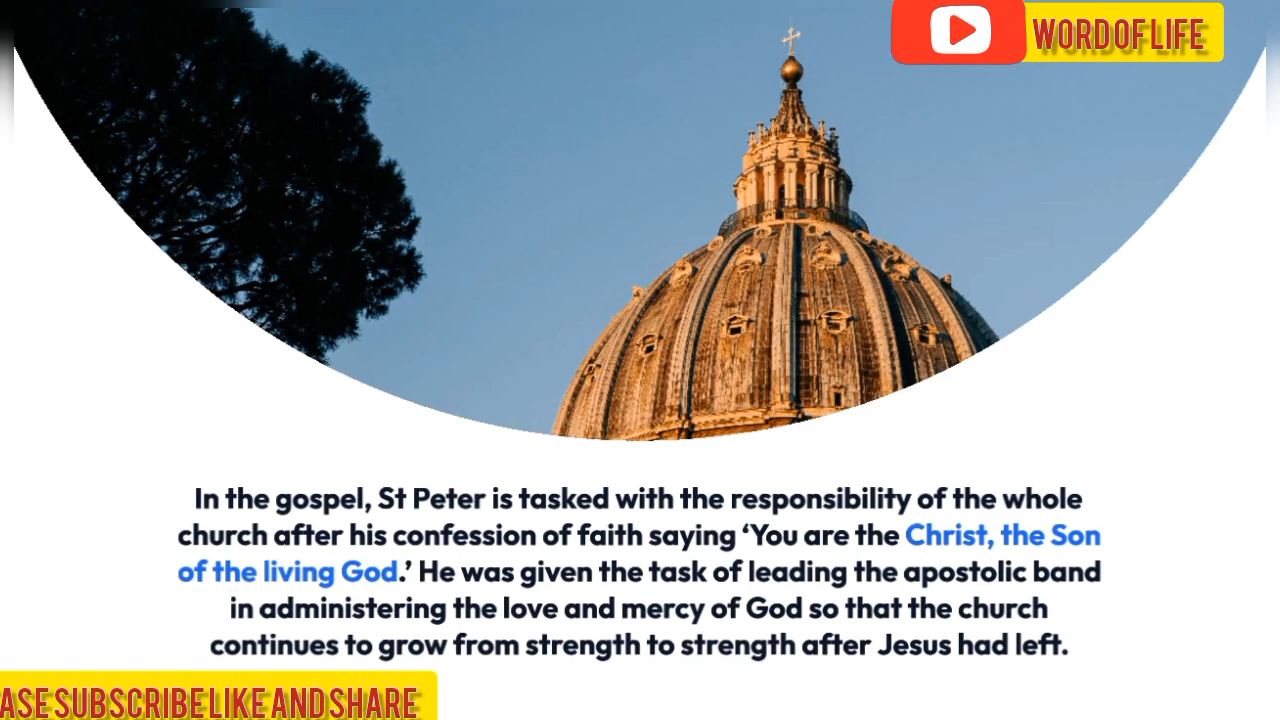 WORD OF LIFE
In the gospel, St Peter is tasked with the responsibility of the whole
church after his confession of faith saying ‘You are the Christ, the Son
of the living God.’ He was given the task of leading the apostolic band
in administering the love and mercy of God so that the church
continues to grow from strength to strength after Jesus had left.
ASE SUBSCRIBE LIKE AND SHARE